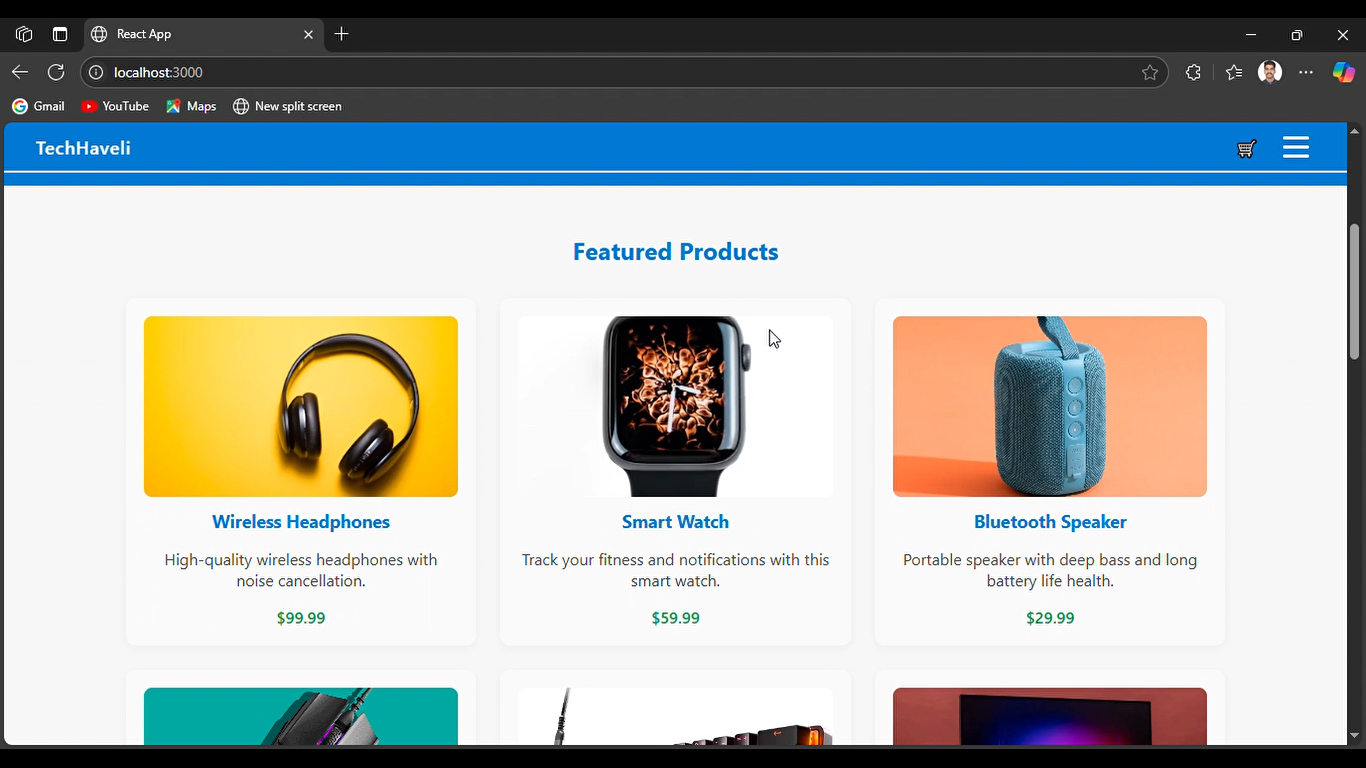 React App
localhost:3000
Gmail YouTube Maps New split screen
TechHaveli
Featured Products
Wireless Headphones
High-quality wireless headphones with
noise cancellation.
$99.99
Smart Watch
Track your fitness and notifications with this
smart watch.
$59.99
Bluetooth Speaker
Portable speaker with deep bass and long
battery life health.
$29.99